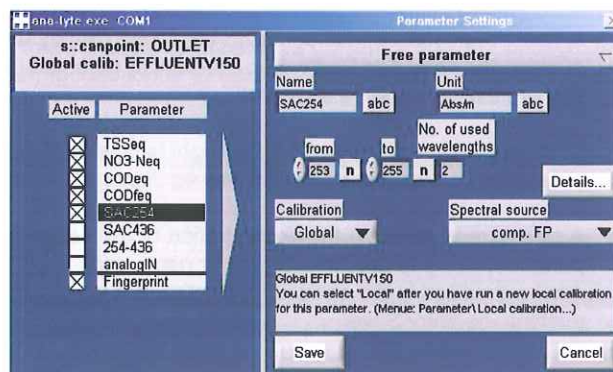 ana-lyte.exe COM1
Parameter Settings
s::canpoint: OUTLET
Global calib: EFFLUENTV150
Active
Parameter
TSSeq
NO3-Neq
CODeq
CODfeq
SAC254
SAC436
254-436
analogIN
Fingerprint
Free parameter
Name
Unit
SAC254
abc
Abs/m
abc
No. of used
wavelengths
from
to
253
n
255
n
2
Details...
Calibration
Spectral source
Global
comp. FP
Global EFFLUENTV150
You can select "Local" after you have run a new local calibration
for this parameter. (Menue: Parameter\Local calibration...)
Save
Cancel